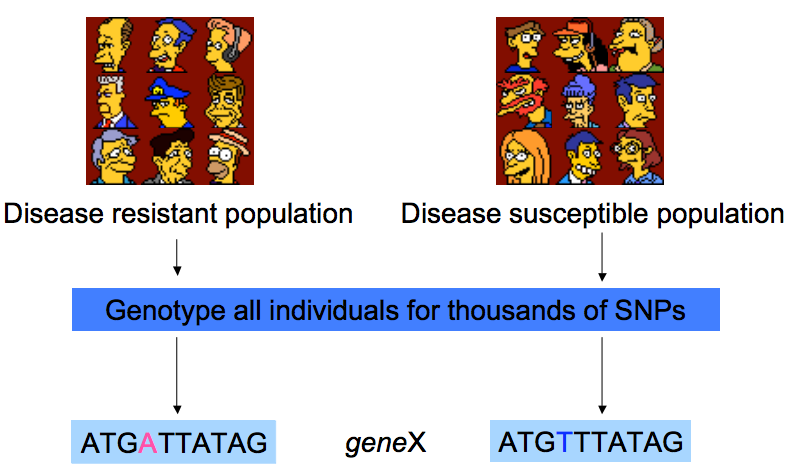 Disease resistant population
Disease susceptible population
Genotype all individuals for thousands of SNPs
ATGATTATAG
geneX
ATGTTTATAG